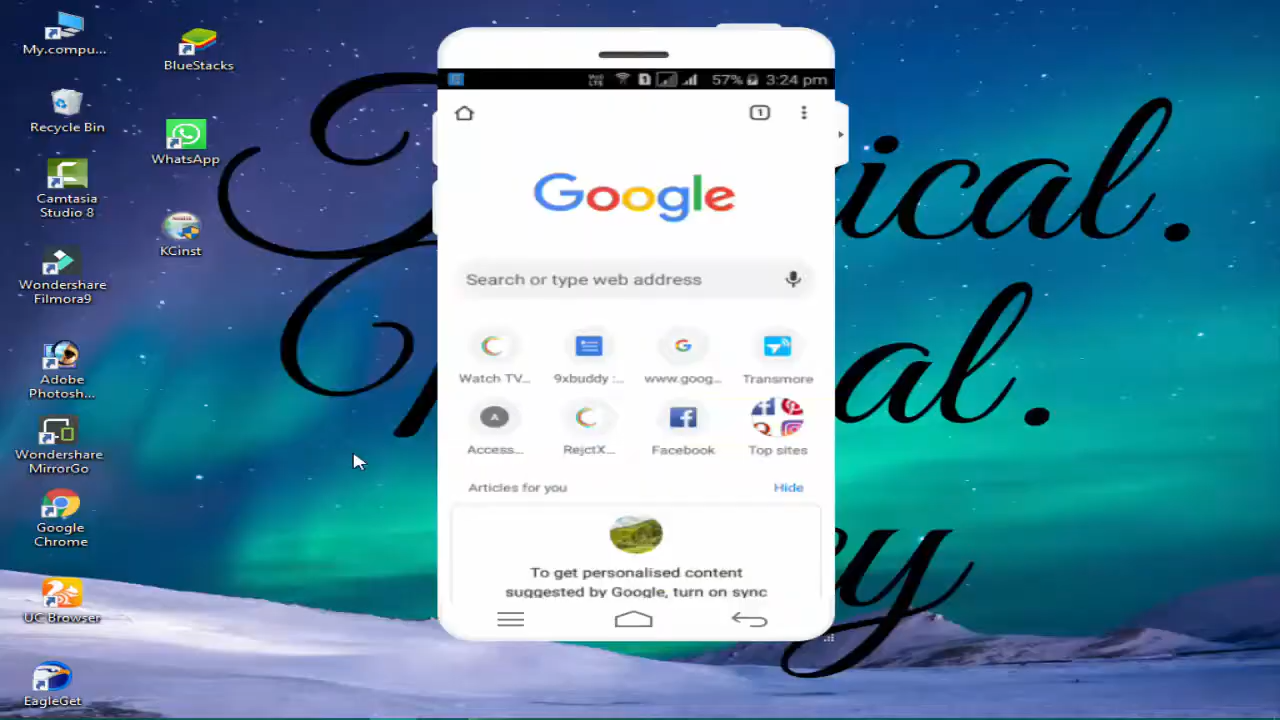 My.compu...
BlueStacks
Recycle Bin
WhatsApp
Camtasia
Studio 8
KCinst
Wondershare
Filmora9
Adobe
Photosh...
Wondershare
MirrorGo
Google
Chrome
UC Browser
EagleGet
VoLTE 1 57% 3:24 pm
1
Google
Search or type web address
Watch TV... 9xbuddy :... www.goog... Transmore
A
Access... RejctX... Facebook Top sites
Articles for you Hide
To get personalised content
suggested by Google, turn on sync
ical.
al.
y